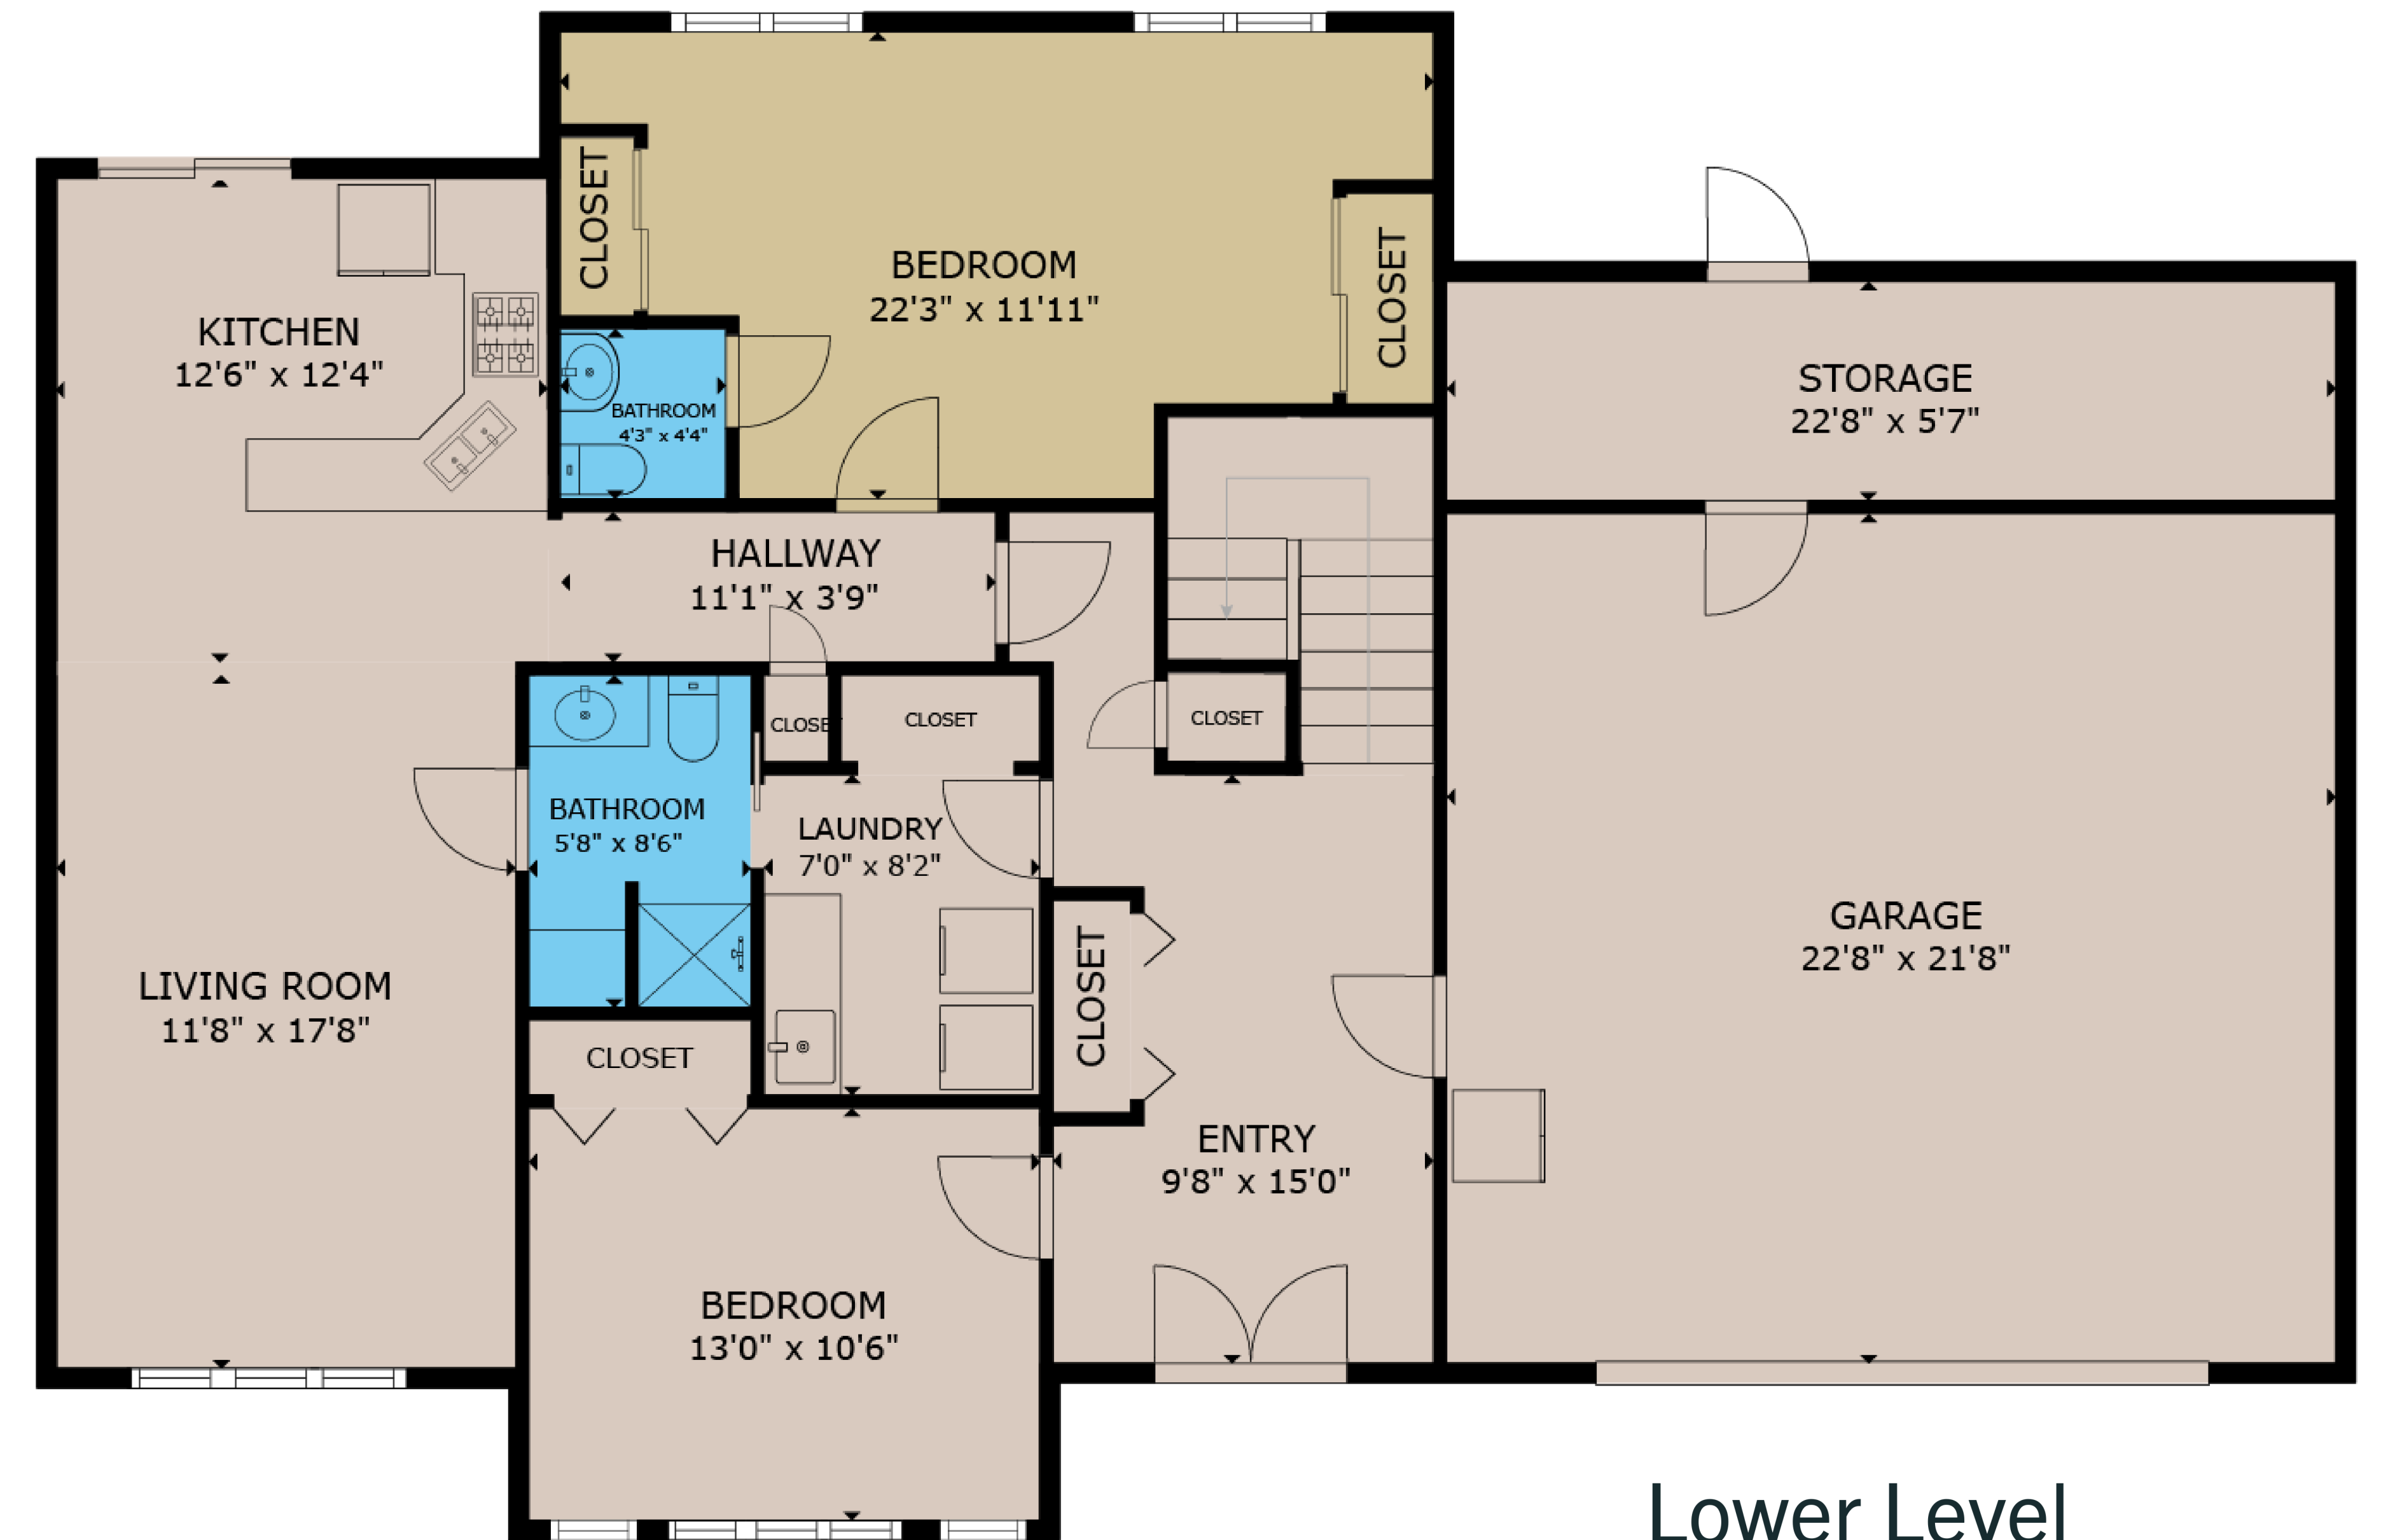 CLOSET
BEDROOM
22'3" x 11'11"
CLOSET
KITCHEN
12'6" x 12'4"
BATHROOM
4'3" x 4'4"
STORAGE
22'8" x 5'7"
HALLWAY
11'1" x 3'9"
CLOSET
CLOSET
CLOSET
BATHROOM
5'8" x 8'6"
LAUNDRY
7'0" x 8'2"
GARAGE
22'8" x 21'8"
LIVING ROOM
11'8" x 17'8"
CLOSET
CLOSET
ENTRY
9'8" x 15'0"
BEDROOM
13'0" x 10'6"
Lower Level